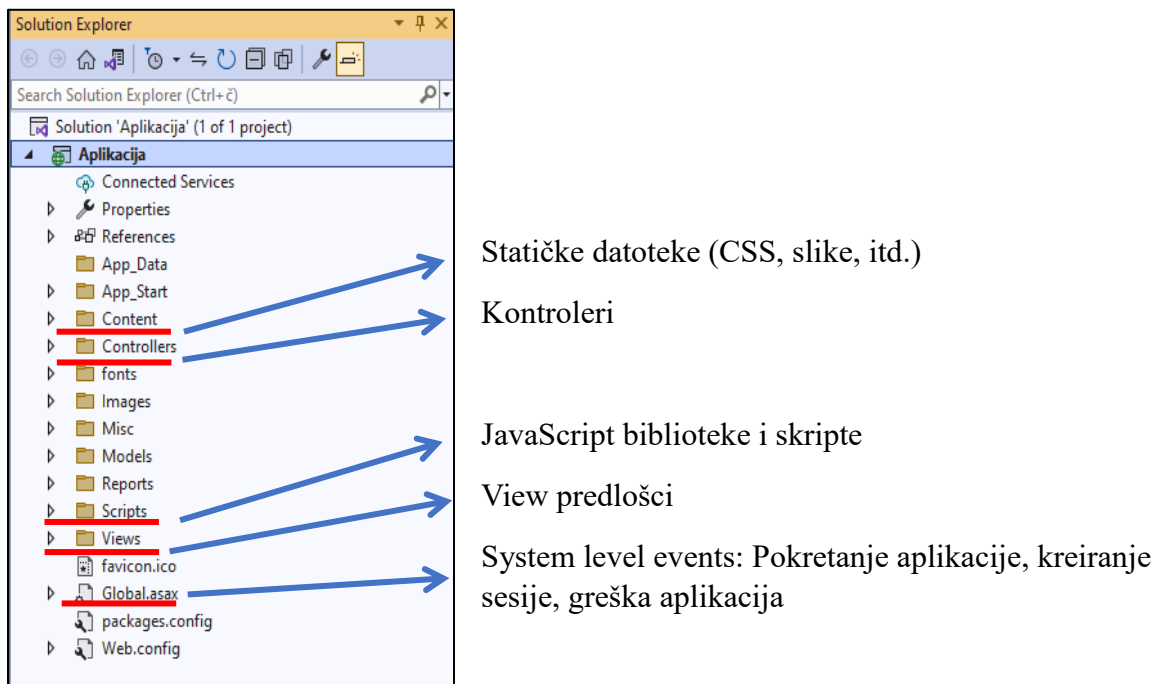 Solution Explorer
Search Solution Explorer (Ctrl+č)
Solution 'Aplikacija' (1 of 1 project)
Aplikacija
Connected Services
Properties
References
App_Data
App_Start
Content
Controllers
fonts
Images
Misc
Models
Reports
Scripts
Views
favicon.ico
Global.asax
packages.config
Web.config
Statičke datoteke (CSS, slike, itd.)
Kontroleri
JavaScript biblioteke i skripte
View predlošci
System level events: Pokretanje aplikacije, kreiranje
sesije, greška aplikacija